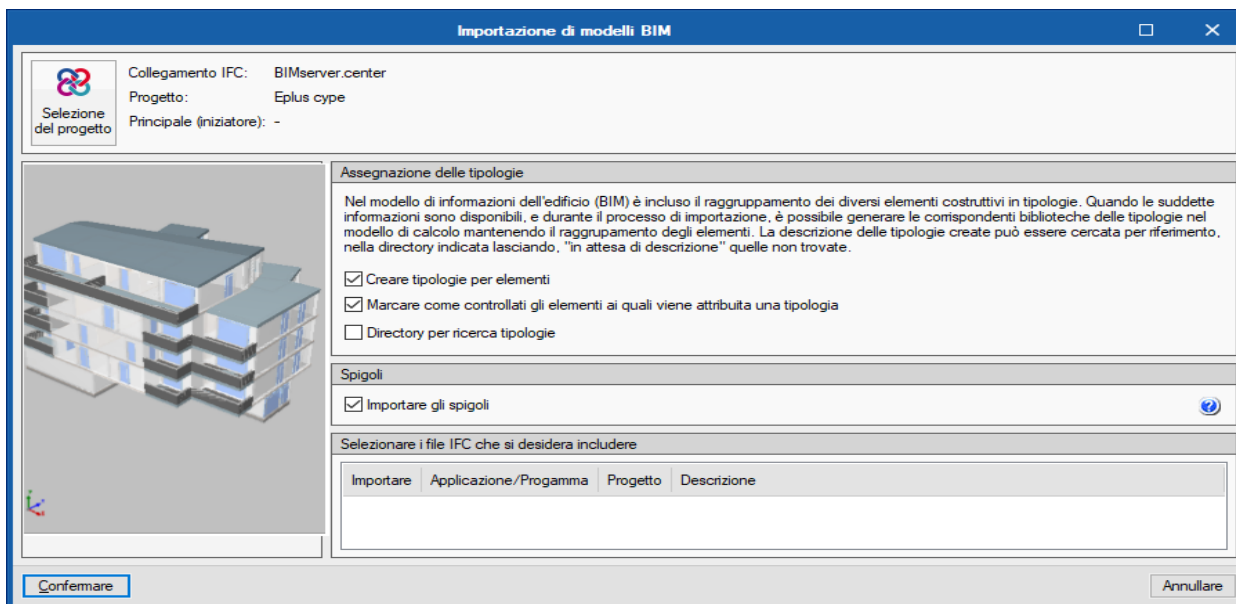 Importazione di modelli BIM
Selezione
del progetto
Collegamento IFC: BIMserver.center
Progetto: Eplus cype
Principale (iniziatore): -
Assegnazione delle tipologie
Nel modello di informazioni dell'edificio (BIM) è incluso il raggruppamento dei diversi elementi costruttivi in tipologie. Quando le suddette
informazioni sono disponibili, e durante il processo di importazione, è possibile generare le corrispondenti biblioteche delle tipologie nel
modello di calcolo mantenendo il raggrupamento degli elementi. La descrizione delle tipologie create può essere cercata per riferimento,
nella directory indicata lasciando, "in attesa di descrizione" quelle non trovate.
Creare tipologie per elementi
Marcare come controllati gli elementi ai quali viene attribuita una tipologia
Directory per ricerca tipologie
Spigoli
Importare gli spigoli
Selezionare i file IFC che si desidera includere
Importare Applicazione/Progamma Progetto Descrizione
Confermare
Annullare